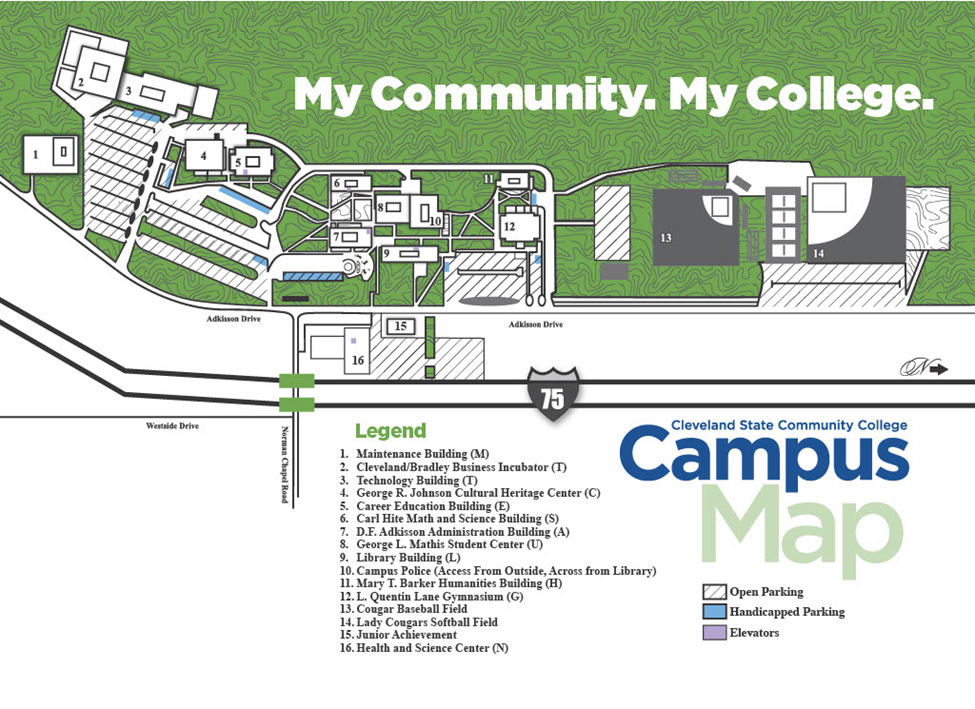 My Community. My College.
2
3
1
4
5
6
11
8
10
12
7
9
13
14
Adkisson Drive
Adkisson Drive
15
16
N
75
Westside Drive
Norman Chapel Road
Legend
1. Maintenance Building (M)
2. Cleveland/Bradley Business Incubator (T)
3. Technology Building (T)
4. George R. Johnson Cultural Heritage Center (C)
5. Career Education Building (E)
6. Carl Hite Math and Science Building (S)
7. D.F. Adkisson Administration Building (A)
8. George L. Mathis Student Center (U)
9. Library Building (L)
10. Campus Police (Access From Outside, Across from Library)
11. Mary T. Barker Humanities Building (H)
12. L. Quentin Lane Gymnasium (G)
13. Cougar Baseball Field
14. Lady Cougars Softball Field
15. Junior Achievement
16. Health and Science Center (N)
Cleveland State Community College
Campus
Map
Open Parking
Handicapped Parking
Elevators